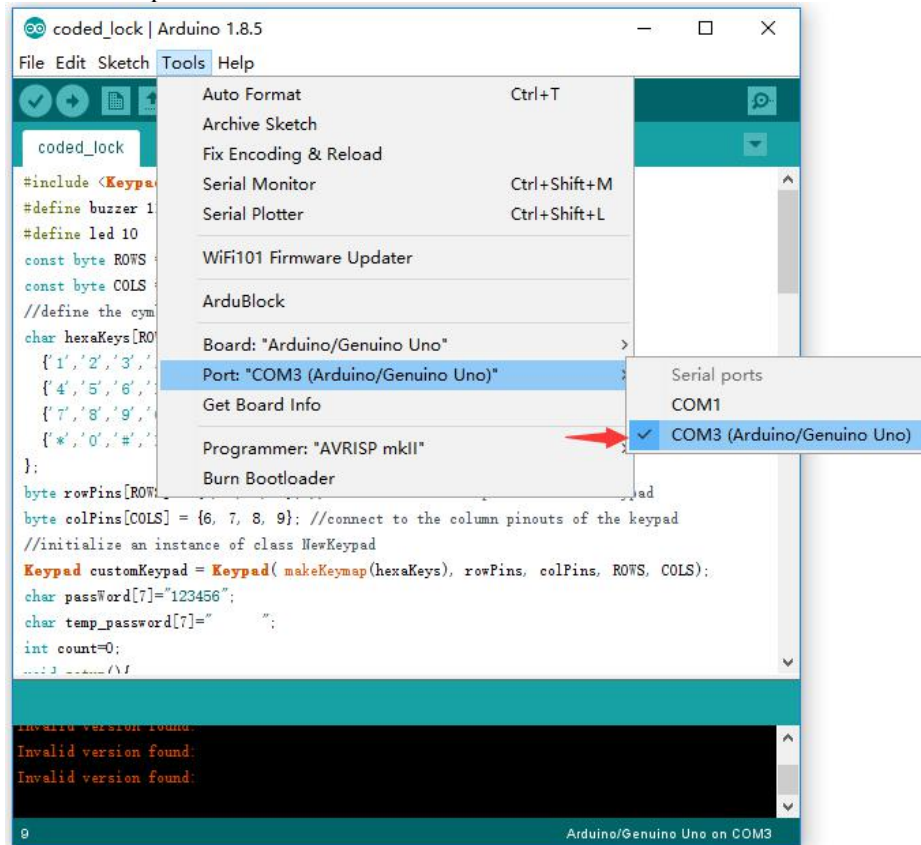 coded_lock | Arduino 1.8.5
File Edit Sketch Tools Help
Auto Format Ctrl+T
Archive Sketch
Fix Encoding & Reload
Serial Monitor Ctrl+Shift+M
Serial Plotter Ctrl+Shift+L
WiFi101 Firmware Updater
ArduBlock
Board: "Arduino/Genuino Uno"
Port: "COM3 (Arduino/Genuino Uno)"
Get Board Info
Programmer: "AVRISP mkII"
Burn Bootloader
Serial ports
COM1
COM3 (Arduino/Genuino Uno)
coded_lock
#include <Keypa
#define buzzer 1
#define led 10
const byte ROWS
const byte COLS
//define the cym
char hexaKeys[RO
{'1','2','3','
{'4','5','6','
{'7','8','9','
{'*','0','#','
};
byte rowPins[ROW
byte colPins[COLS] = {6, 7, 8, 9}; //connect to the column pinouts of the keypad
//initialize an instance of class NewKeypad
Keypad customKeypad = Keypad( makeKeymap(hexaKeys), rowPins, colPins, ROWS, COLS);
char passWord[7]="123456";
char temp_password[7]="      ";
int count=0;
Invalid version found:
Invalid version found:
Invalid version found:
9 Arduino/Genuino Uno on COM3